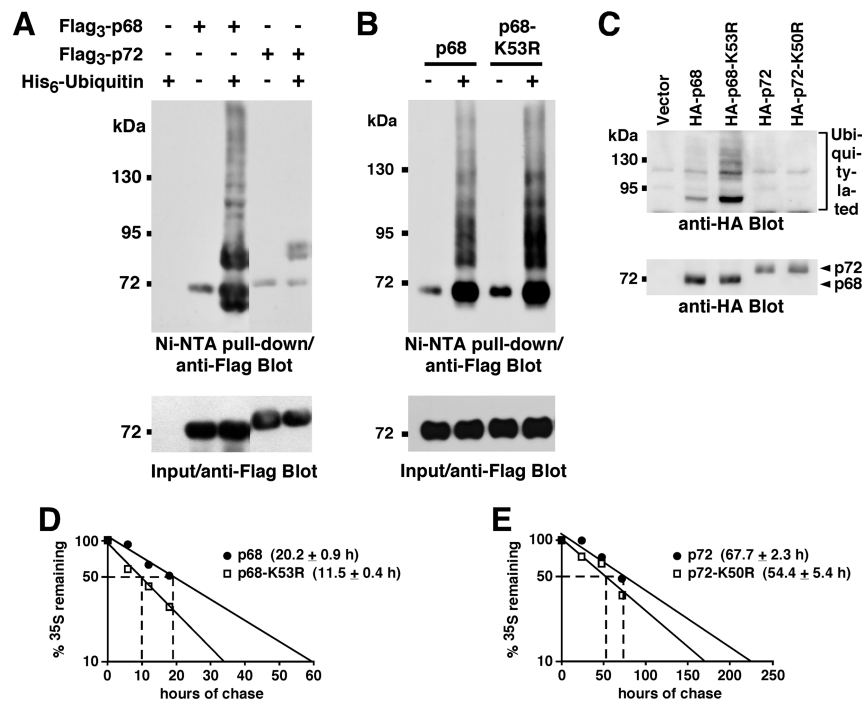 A
Flag3-p68 - + + - -
Flag3-p72 - - - + +
His6-Ubiquitin + - + - +
kDa
130
95
72
Ni-NTA pull-down/
anti-Flag Blot
72
Input/anti-Flag Blot
B
p68
p68-
K53R
- + - +
kDa
130
95
72
Ni-NTA pull-down/
anti-Flag Blot
72
Input/anti-Flag Blot
C
Vector
HA-p68
HA-p68-K53R
HA-p72
HA-p72-K50R
kDa
130
95
Ubi-
qui-
ty-
la-
ted
anti-HA Blot
72
p72
p68
anti-HA Blot
D
% 35S remaining
100
50
10
p68 (20.2 ± 0.9 h)
p68-K53R (11.5 ± 0.4 h)
0 10 20 30 40 50 60
hours of chase
E
% 35S remaining
100
50
10
p72 (67.7 ± 2.3 h)
p72-K50R (54.4 ± 5.4 h)
0 50 100 150 200 250
hours of chase